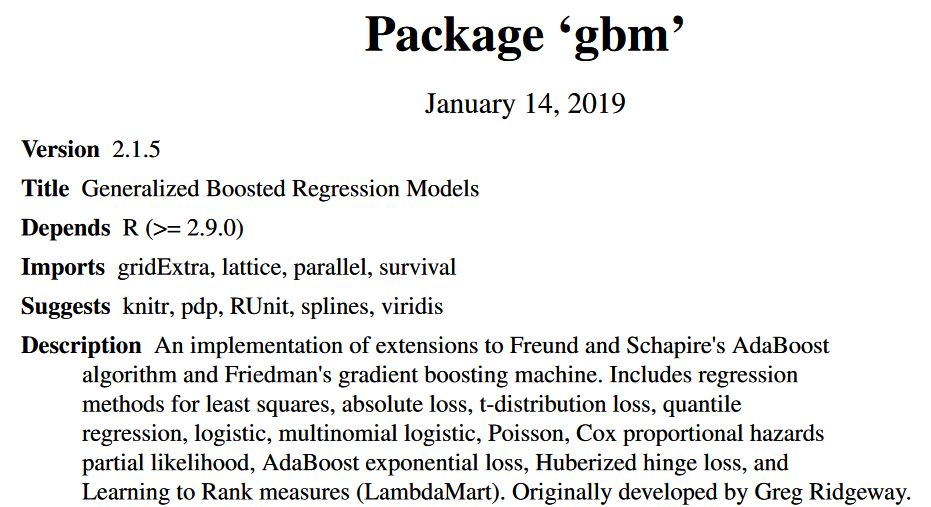 Package ‘gbm’
January 14, 2019
Version 2.1.5
Title Generalized Boosted Regression Models
Depends R (>= 2.9.0)
Imports gridExtra, lattice, parallel, survival
Suggests knitr, pdp, RUnit, splines, viridis
Description An implementation of extensions to Freund and Schapire's AdaBoost
algorithm and Friedman's gradient boosting machine. Includes regression
methods for least squares, absolute loss, t-distribution loss, quantile
regression, logistic, multinomial logistic, Poisson, Cox proportional hazards
partial likelihood, AdaBoost exponential loss, Huberized hinge loss, and
Learning to Rank measures (LambdaMart). Originally developed by Greg Ridgeway.